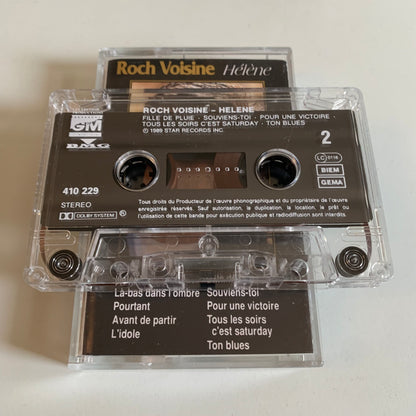 Roch Voisine Hélène
ROCH VOISINE - HELENE
FILLE DE PLUIE · SOUVIENS-TOI · POUR UNE VICTOIRE ·
TOUS LES SOIRS C'EST SATURDAY · TON BLUES
℗ 1989 STAR RECORDS INC
GM
BMG
2
410 229
STEREO
DOLBY SYSTEM
LC 0116
BIEM
GEMA
Tous droits du Producteur de l'œuvre phonographique et du propriétaire de l'œuvre
enregistrée réservés. Sauf autorisation, la duplication, la location, le prêt ou
l'utilisation de cette bande pour exécution publique et radiodiffusion sont interdits.
Là-bas dans l'ombre
Pourtant
Avant de partir
L'idole
Souviens-toi
Pour une victoire
Tous les soirs
c'est saturday
Ton blues